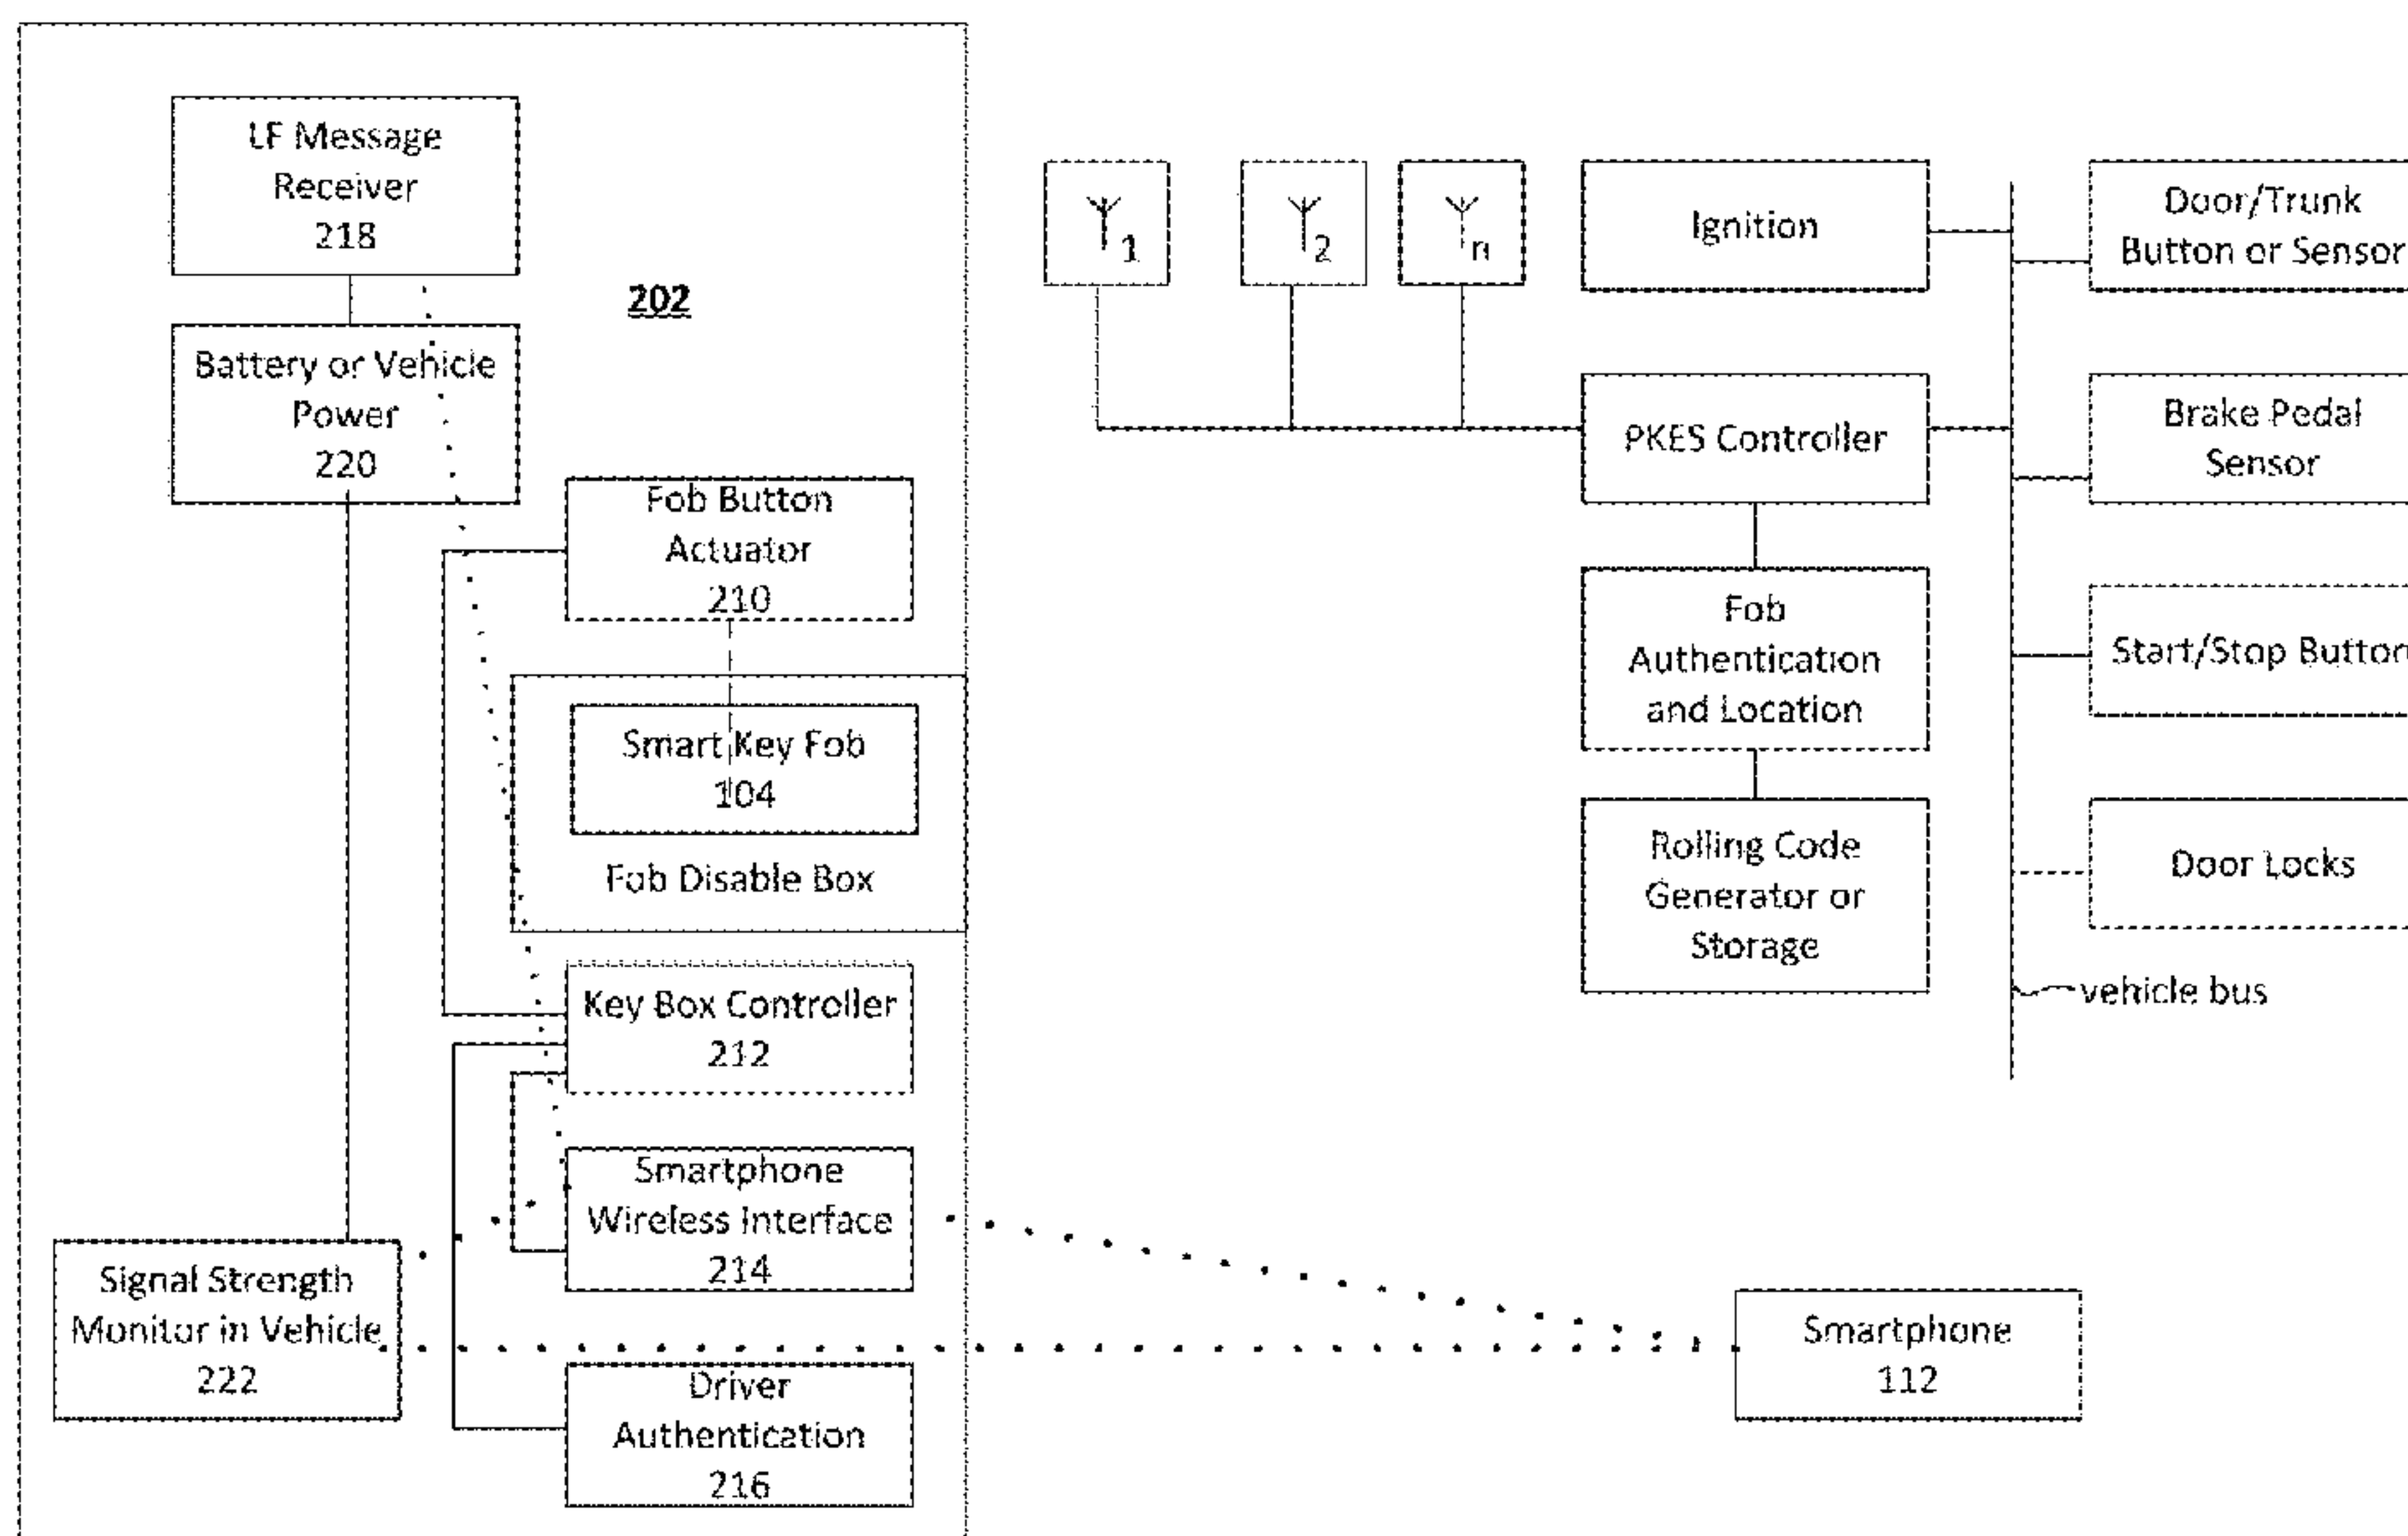 LF Message
Receiver
218
202
Battery or Vehicle
Power
220
Fob Button
Actuator
210
Smart Key Fob
104
Fob Disable Box
Key Box Controller
212
Smartphone
Wireless Interface
214
Signal Strength
Monitor in Vehicle
222
Driver
Authentication
216
1
2
n
Ignition
Door/Trunk
Button or Sensor
PKES Controller
Brake Pedal
Sensor
Fob
Authentication
and Location
Start/Stop Button
Rolling Code
Generator or
Storage
Door Locks
vehicle bus
Smartphone
112